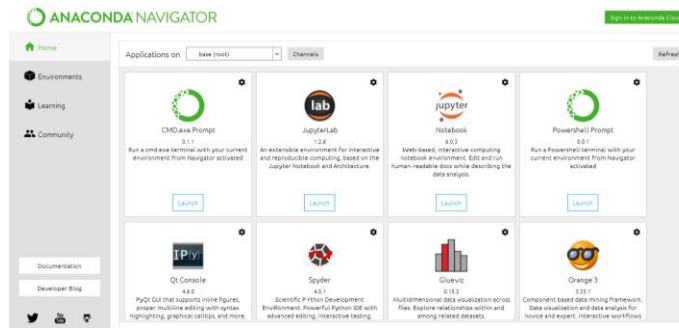 ANACONDA NAVIGATOR
Sign in to Anaconda Cloud
Home
Environments
Learning
Community
Documentation
Developer Blog
Applications on base (root) Channels
Refresh
CMD.exe Prompt
0.1.1
Run a cmd.exe terminal with your current
environment from Navigator activated
Launch
lab
JupyterLab
1.2.6
An extensible environment for interactive
and reproducible computing, based on the
Jupyter Notebook and Architecture.
Launch
jupyter
Notebook
6.0.3
Web-based, interactive computing
notebook environment. Edit and run
human-readable docs while describing the
data analysis.
Launch
Powershell Prompt
0.0.1
Run a Powershell terminal with your
current environment from Navigator
activated
Launch
IP[y]:
Qt Console
4.6.0
PyQt GUI that supports inline figures,
proper multiline editing with syntax
highlighting, graphical calltips, and more.
Spyder
4.0.1
Scientific PYthon Development
EnviRonment. Powerful Python IDE with
advanced editing, interactive testing,
Glueviz
0.15.2
Multidimensional data visualization across
files. Explore relationships within and
among related datasets.
Orange 3
3.23.1
Component based data mining framework.
Data visualization and data analysis for
novice and expert. Interactive workflows
You